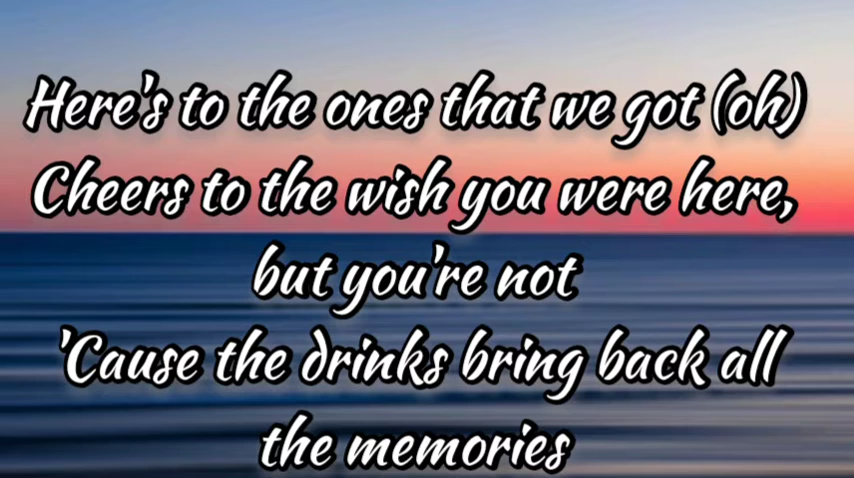 Here's to the ones that we got (oh)
Cheers to the wish you were here,
but you're not
'Cause the drinks bring back all
the memories